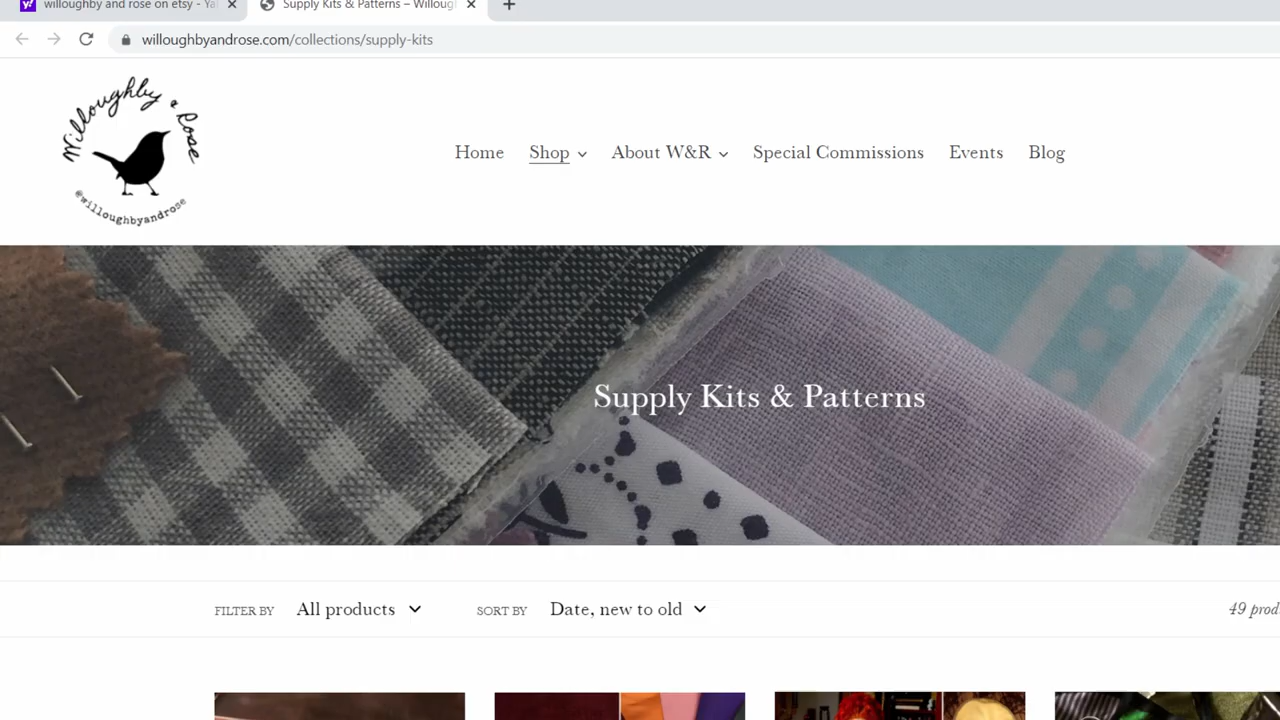 willoughby and rose on etsy - Ya
Supply Kits & Patterns – Willoug
willoughbyandrose.com/collections/supply-kits
Willoughby & Rose
@willoughbyandrose
Home Shop About W&R Special Commissions Events Blog
Supply Kits & Patterns
FILTER BY All products SORT BY Date, new to old 49 prod